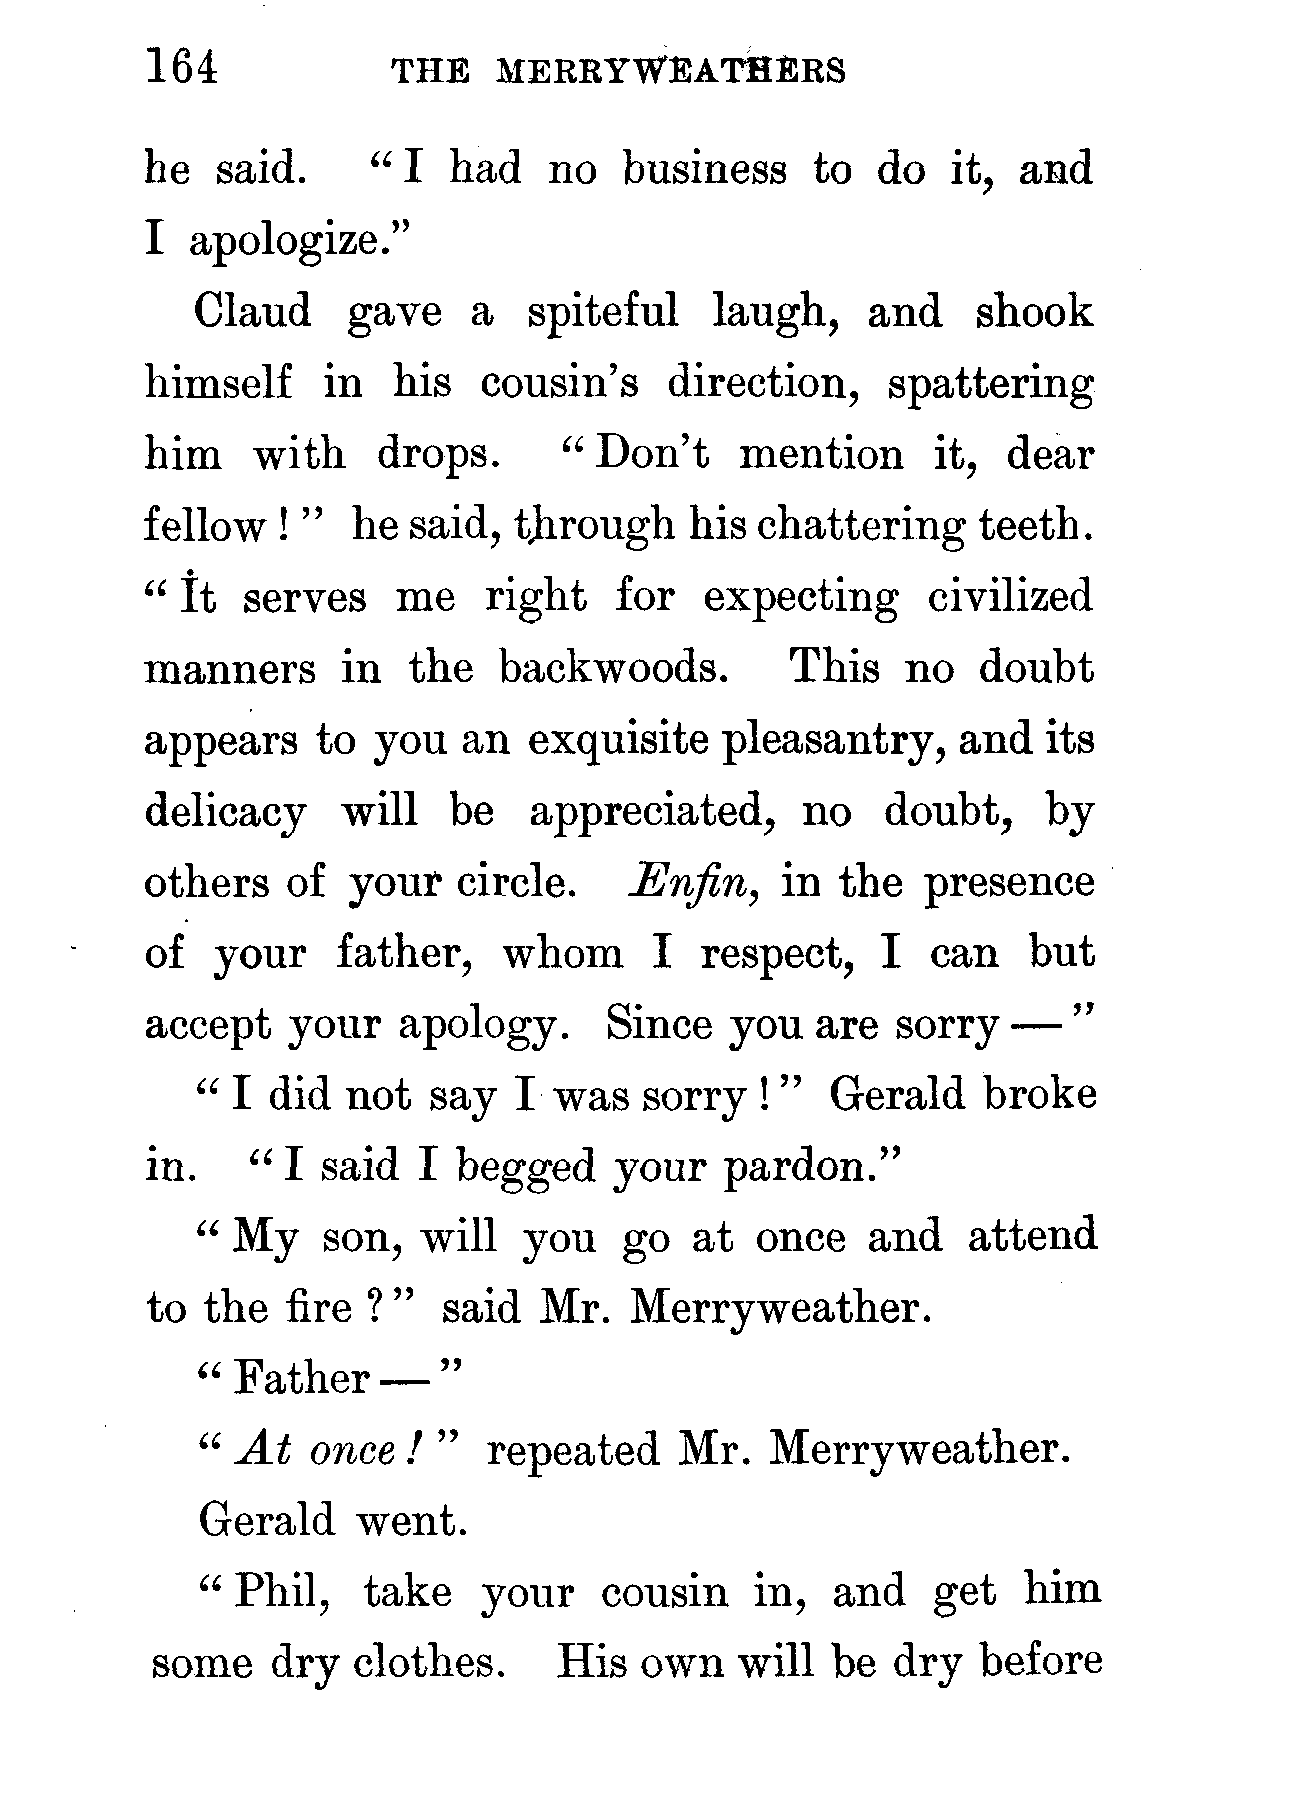 164 THE MERRYWEATHERS
he said. “I had no business to do it, and
I apologize.”
Claud gave a spiteful laugh, and shook
himself in his cousin’s direction, spattering
him with drops. “Don’t mention it, dear
fellow!” he said, through his chattering teeth.
“It serves me right for expecting civilized
manners in the backwoods. This no doubt
appears to you an exquisite pleasantry, and its
delicacy will be appreciated, no doubt, by
others of your circle. Enfin, in the presence
of your father, whom I respect, I can but
accept your apology. Since you are sorry—”
“I did not say I was sorry!” Gerald broke
in. “I said I begged your pardon.”
“My son, will you go at once and attend
to the fire?” said Mr. Merryweather.
“Father—”
“At once!” repeated Mr. Merryweather.
Gerald went.
“Phil, take your cousin in, and get him
some dry clothes. His own will be dry before